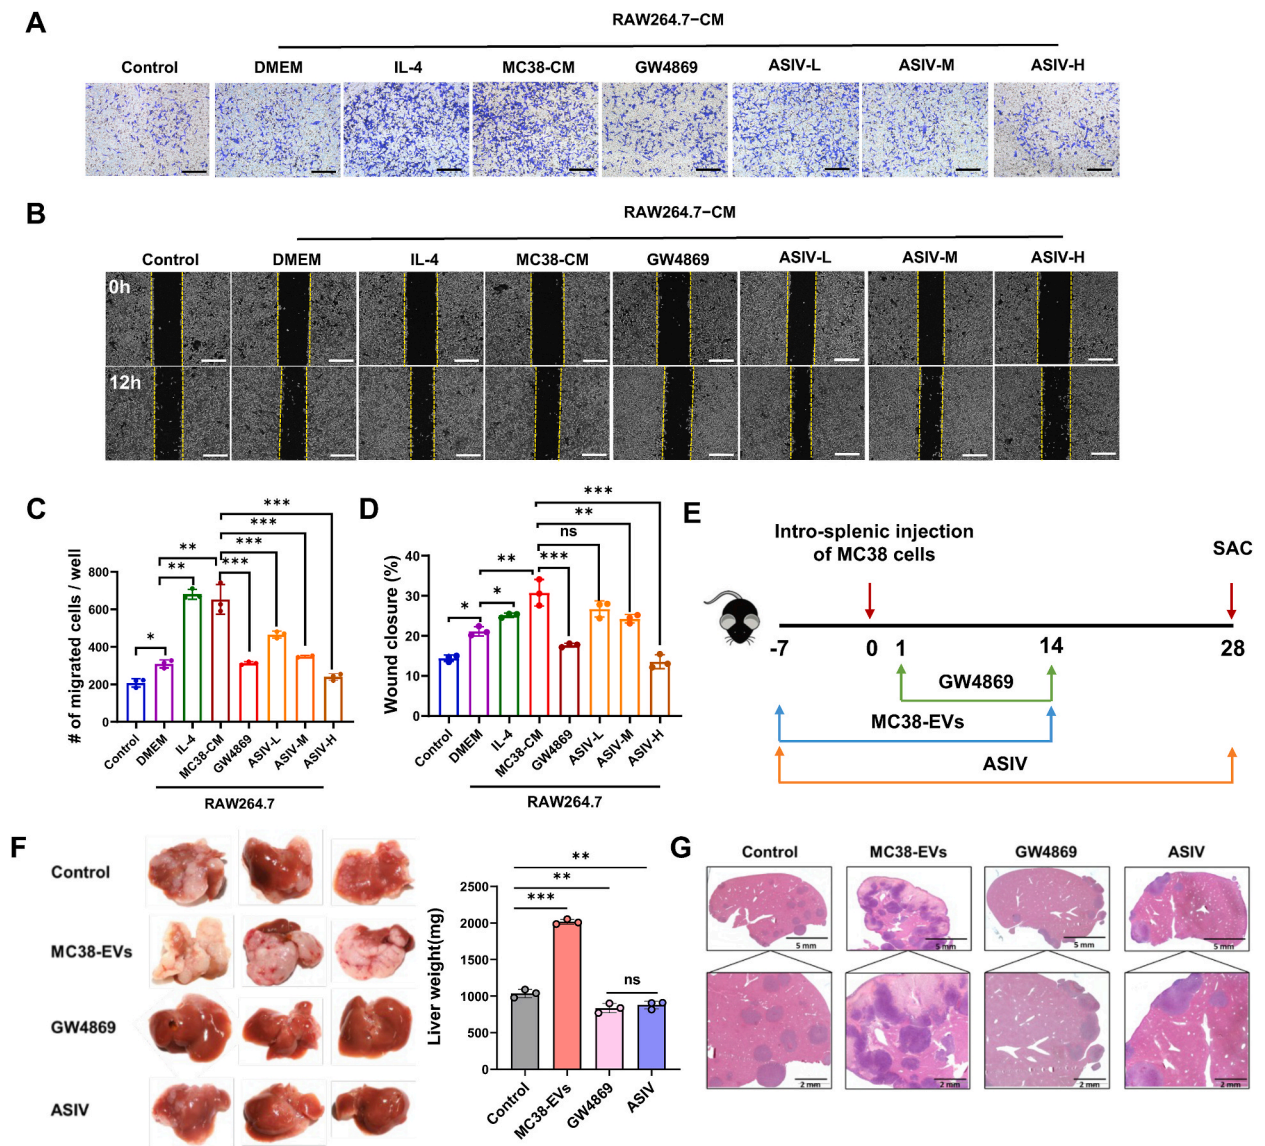 A
RAW264.7−CM
Control DMEM IL-4 MC38-CM GW4869 ASIV-L ASIV-M ASIV-H
B
RAW264.7−CM
Control DMEM IL-4 MC38-CM GW4869 ASIV-L ASIV-M ASIV-H
0h
12h
C
# of migrated cells / well
800
600
400
200
0
*
**
**
***
***
***
***
Control DMEM IL-4 MC38-CM GW4869 ASIV-L ASIV-M ASIV-H
RAW264.7
D
Wound closure (%)
40
30
20
10
0
*
*
**
***
ns
**
***
Control DMEM IL-4 MC38-CM GW4869 ASIV-L ASIV-M ASIV-H
RAW264.7
E
Intro-splenic injection
of MC38 cells
SAC
-7 0 1 14 28
GW4869
MC38-EVs
ASIV
F
Control
MC38-EVs
GW4869
ASIV
Liver weight(mg)
2500
2000
1500
1000
500
0
**
**
***
ns
Control MC38-EVs GW4869 ASIV
G
Control MC38-EVs GW4869 ASIV
5 mm 5 mm 5 mm 5 mm
2 mm 2 mm 2 mm 2 mm